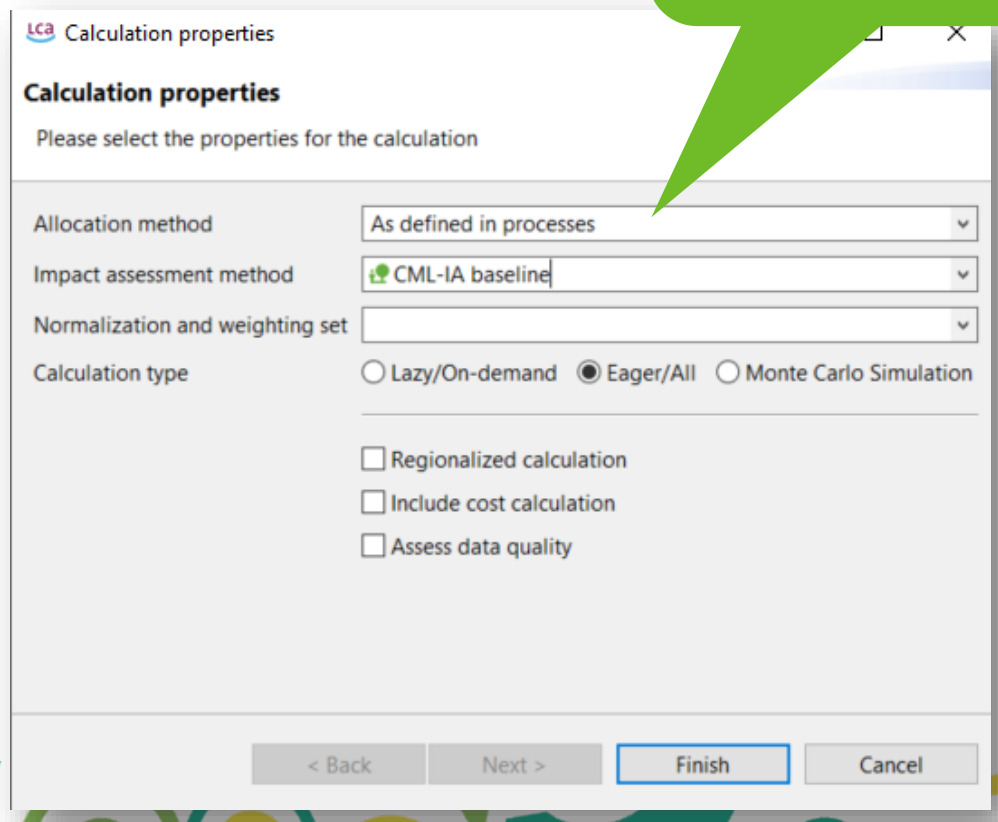 LCa Calculation properties
Calculation properties
Please select the properties for the calculation
Allocation method As defined in processes
Impact assessment method CML-IA baseline
Normalization and weighting set
Calculation type Lazy/On-demand Eager/All Monte Carlo Simulation
Regionalized calculation
Include cost calculation
Assess data quality
< Back Next > Finish Cancel